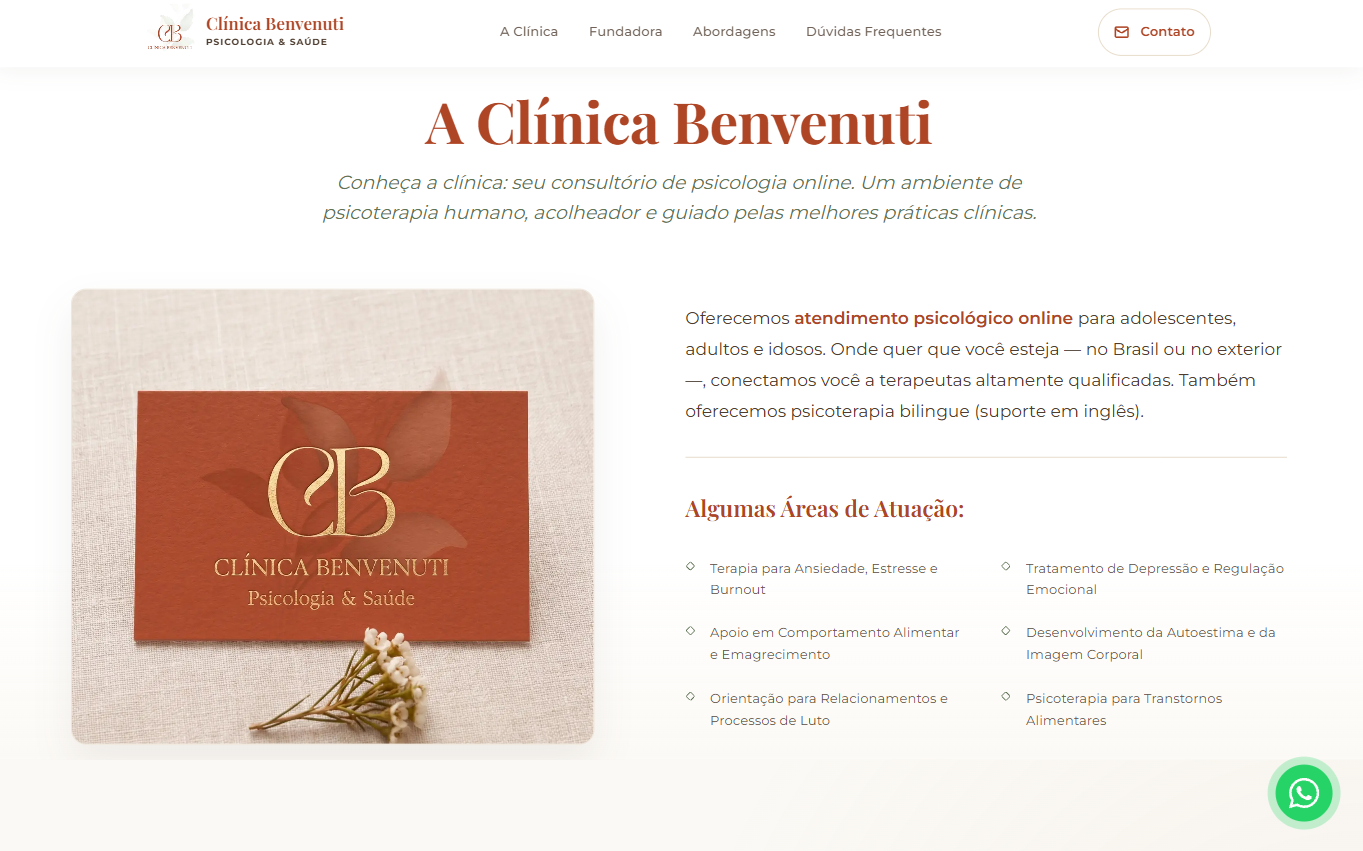 Clínica Benvenuti
PSICOLOGIA & SAÚDE
A Clínica
Fundadora
Abordagens
Dúvidas Frequentes
Contato
A Clínica Benvenuti
Conheça a clínica: seu consultório de psicologia online. Um ambiente de
psicoterapia humano, acolheador e guiado pelas melhores práticas clínicas.
CB
CLÍNICA BENVENUTI
Psicologia & Saúde
Oferecemos atendimento psicológico online para adolescentes,
adultos e idosos. Onde quer que você esteja — no Brasil ou no exterior
—, conectamos você a terapeutas altamente qualificadas. Também
oferecemos psicoterapia bilingue (suporte em inglês).
Algumas Áreas de Atuação:
Terapia para Ansiedade, Estresse e
Burnout
Tratamento de Depressão e Regulação
Emocional
Apoio em Comportamento Alimentar
e Emagrecimento
Desenvolvimento da Autoestima e da
Imagem Corporal
Orientação para Relacionamentos e
Processos de Luto
Psicoterapia para Transtornos
Alimentares